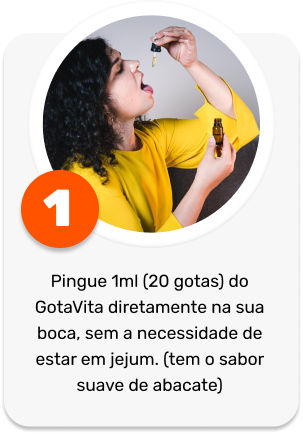 1
Pingue 1ml (20 gotas) do
GotaVita diretamente na sua
boca, sem a necessidade de
estar em jejum. (tem o sabor
suave de abacate)